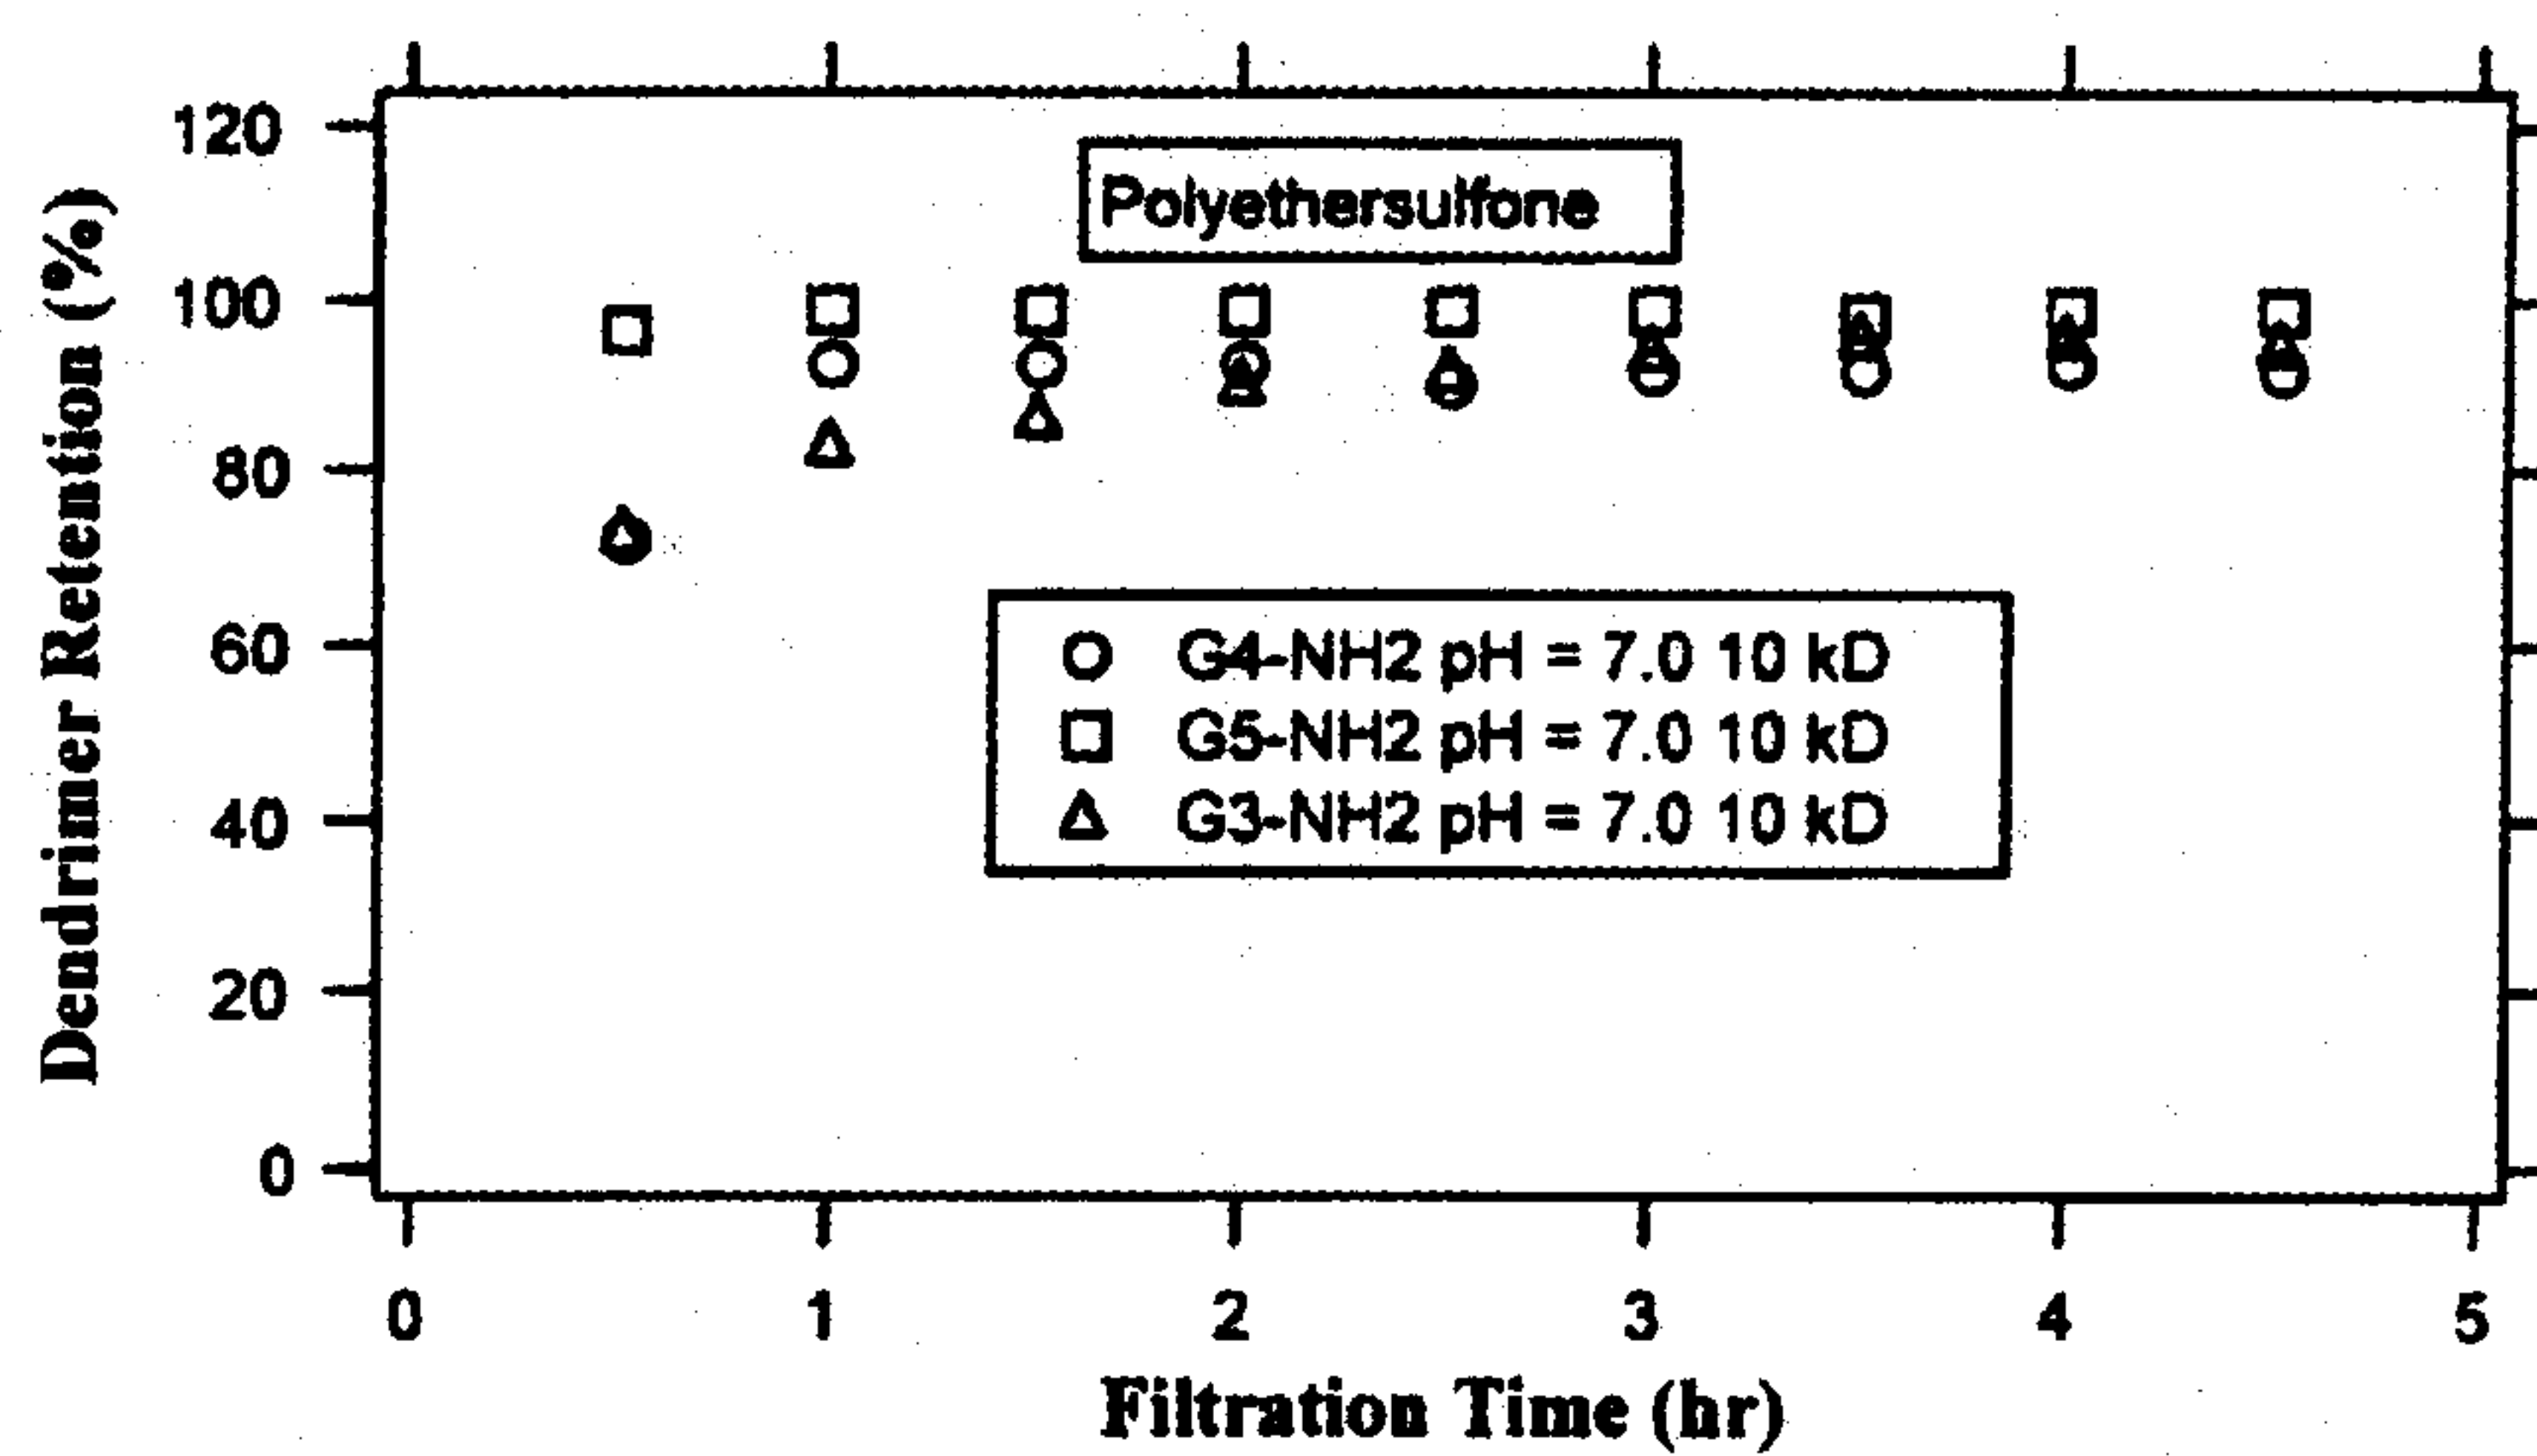 Dendrimer Retention (%)
120
100
80
60
40
20
0
Polyethersulfone
G4-NH2 pH = 7.0 10 kD
G5-NH2 pH = 7.0 10 kD
G3-NH2 pH = 7.0 10 kD
0 1 2 3 4 5
Filtration Time (hr)